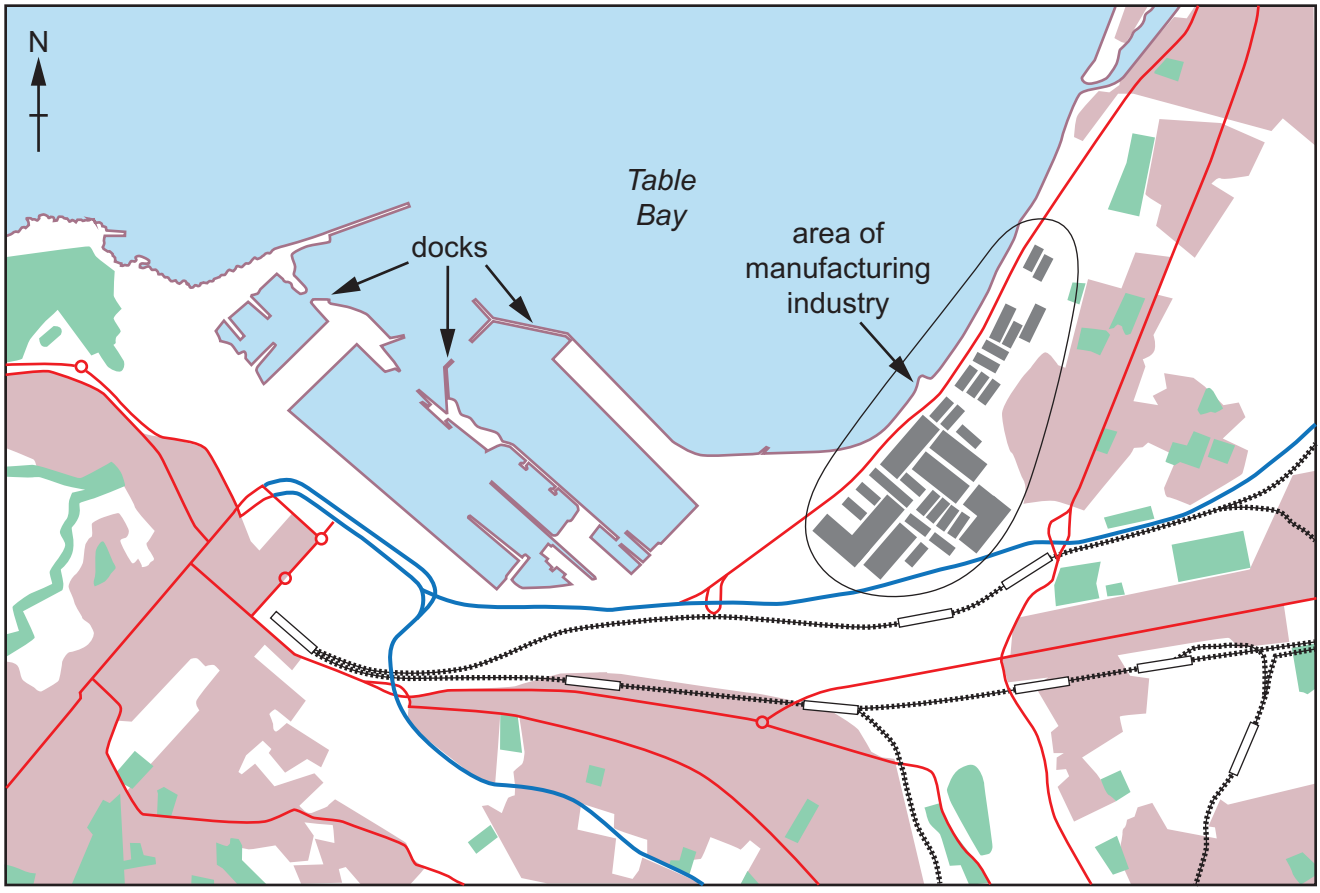 N
Table
Bay
docks
area of
manufacturing
industry